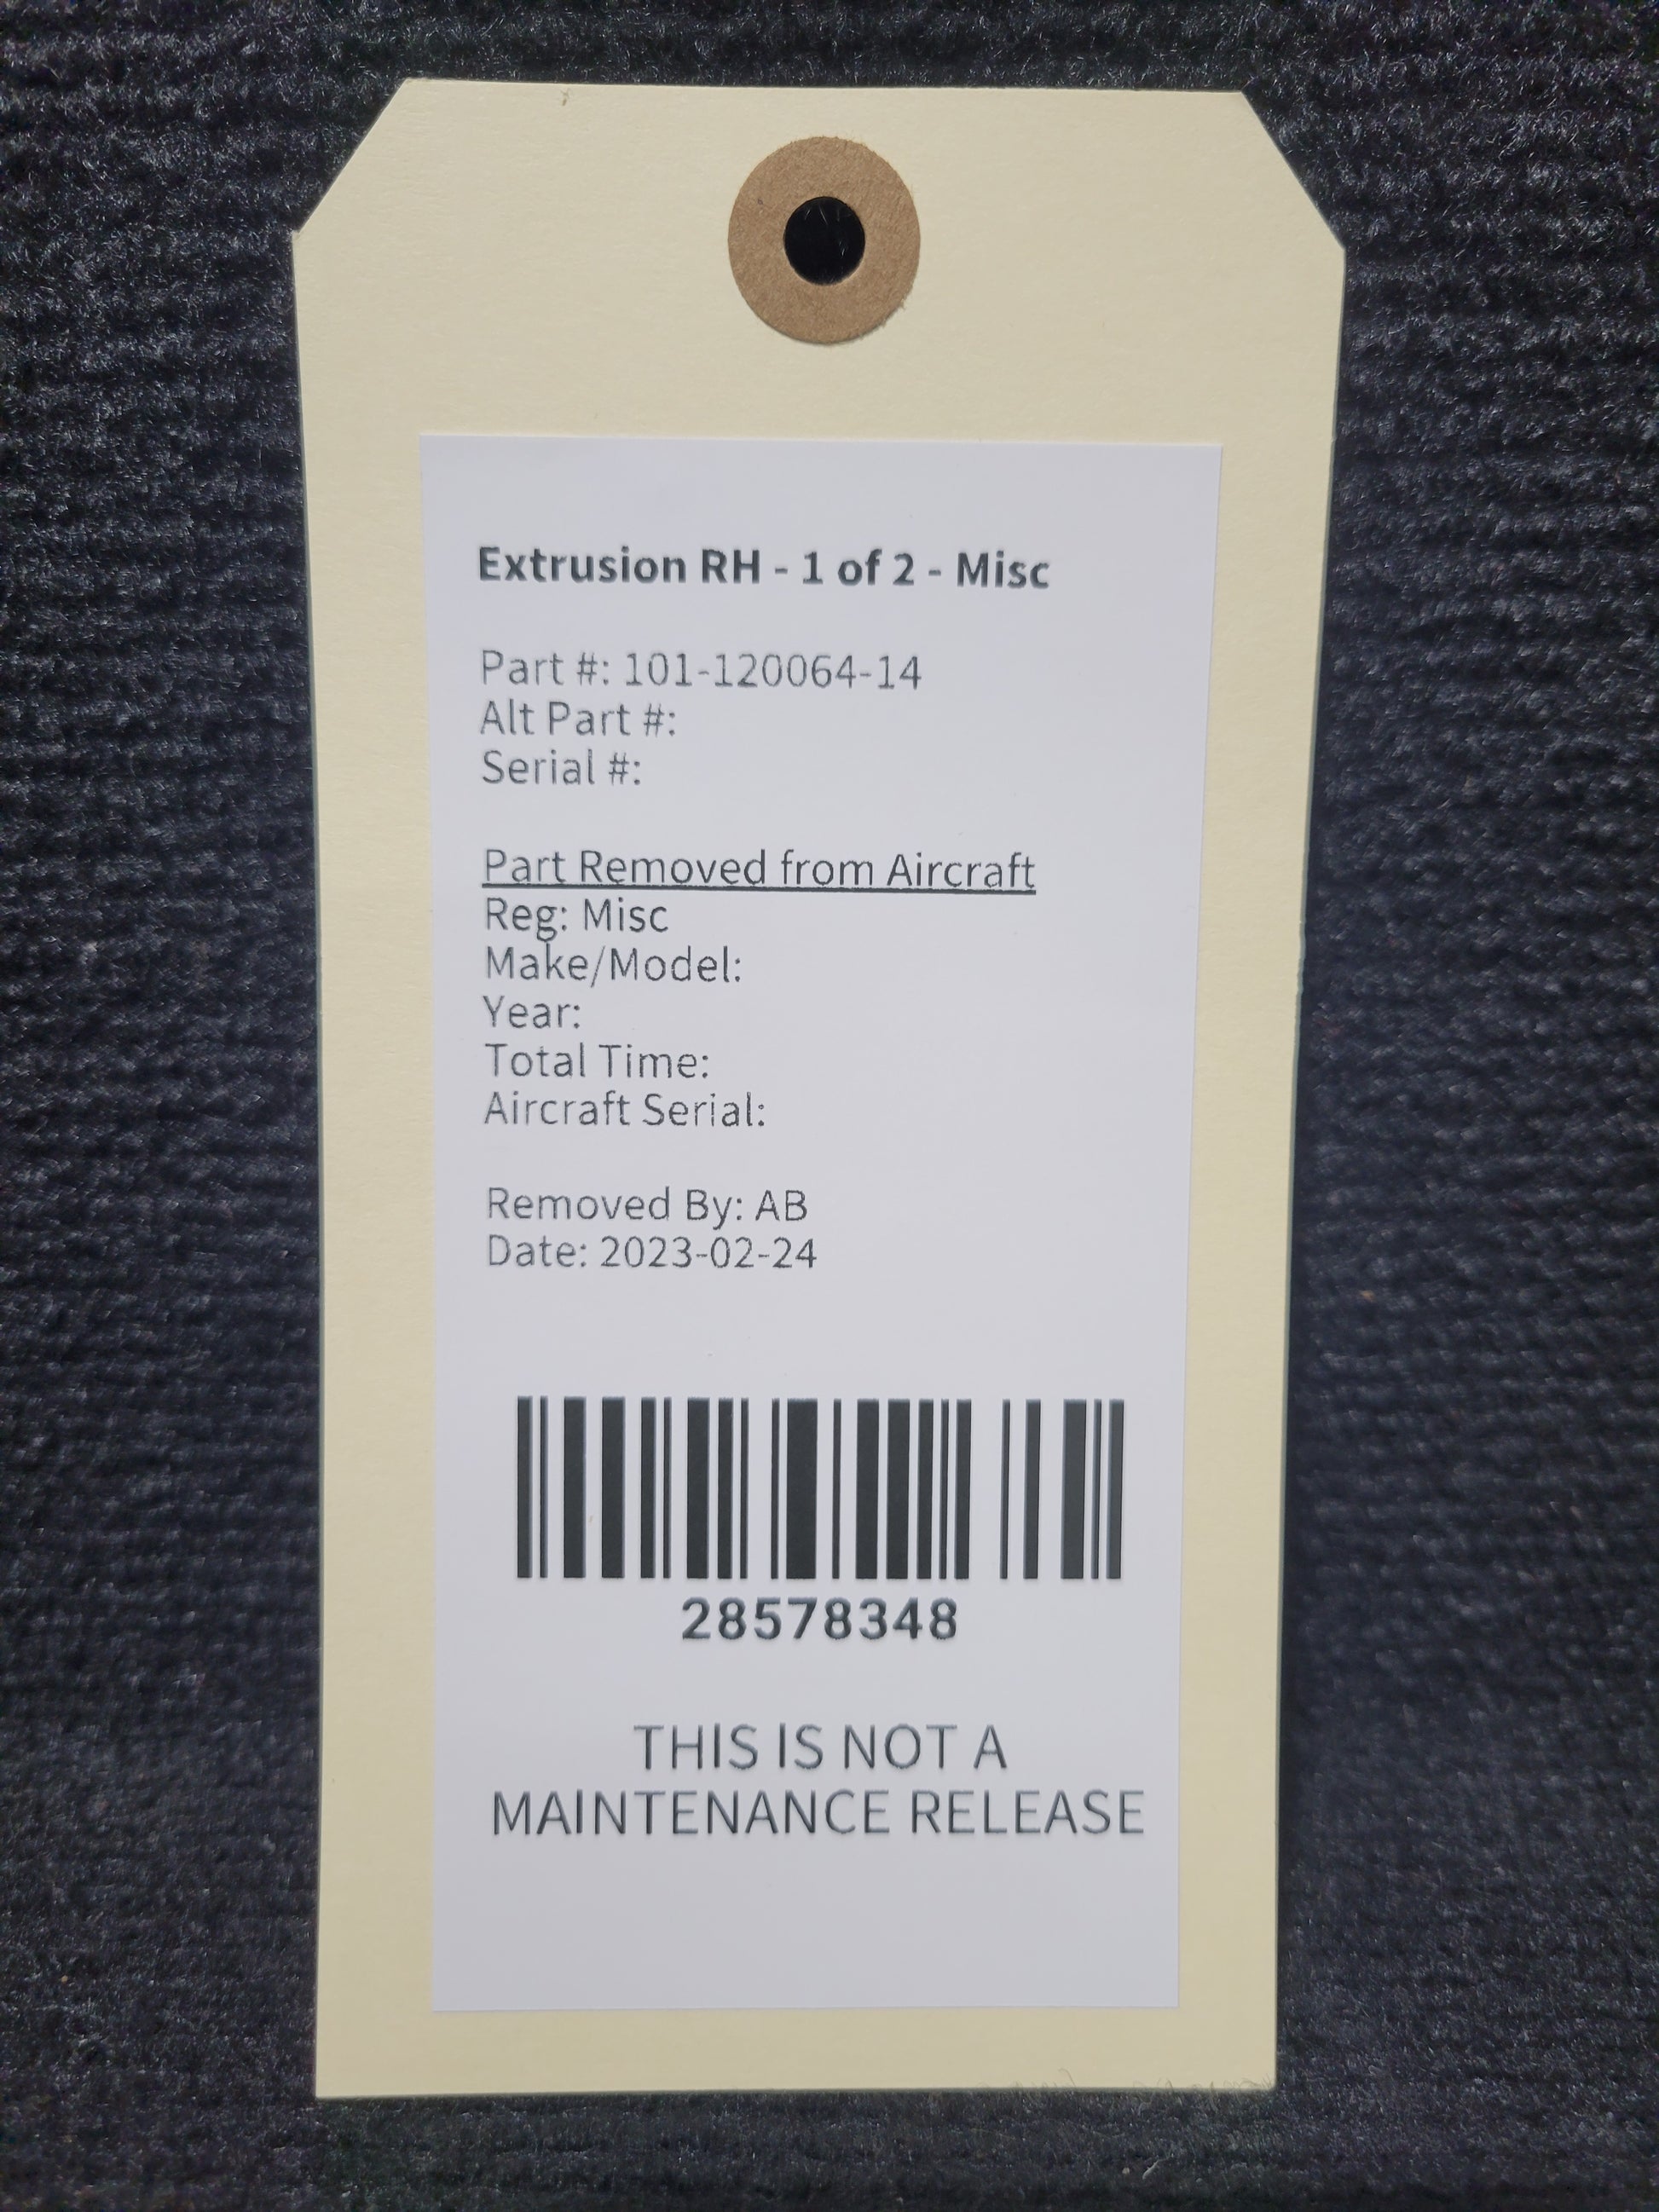 Extrusion RH - 1 of 2 - Misc
Part #: 101-120064-14
Alt Part #:
Serial #:
Part Removed from Aircraft
Reg: Misc
Make/Model:
Year:
Total Time:
Aircraft Serial:
Removed By: AB
Date: 2023-02-24
28578348
THIS IS NOT A
MAINTENANCE RELEASE